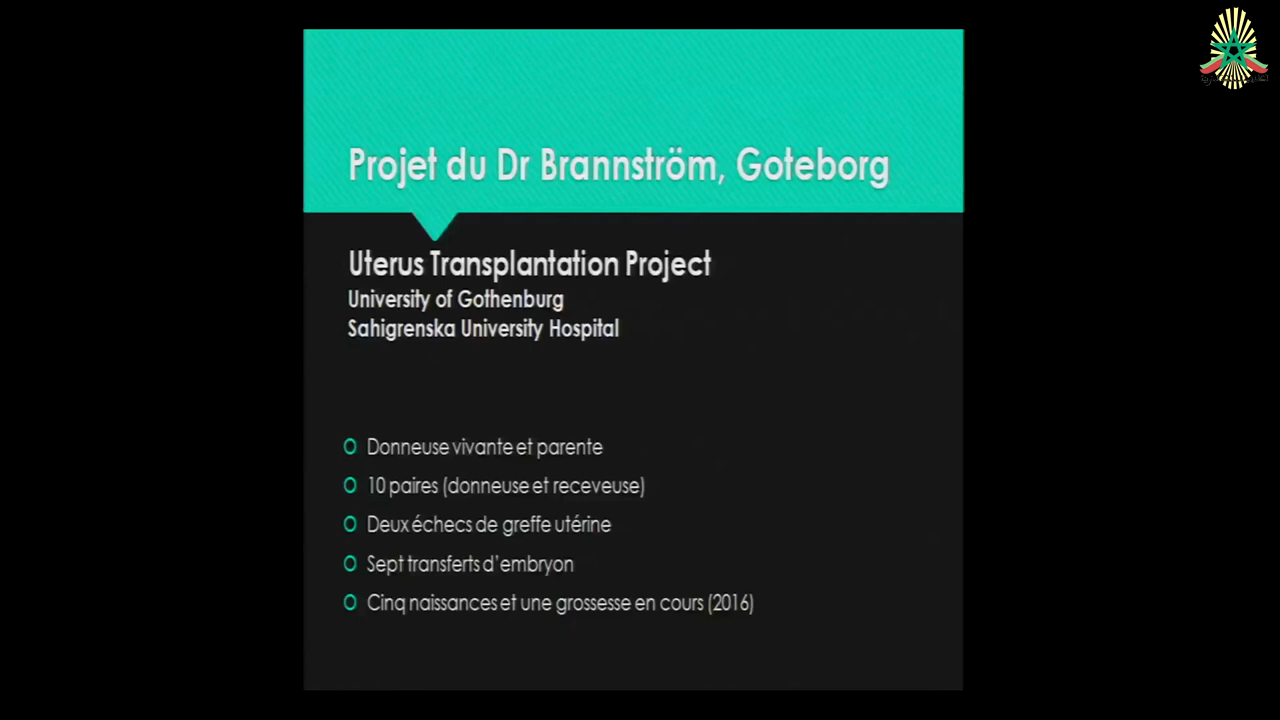 Projet du Dr Brannström, Goteborg
Uterus Transplantation Project
University of Gothenburg
Sahigrenska University Hospital
Donneuse vivante et parente
10 paires (donneuse et receveuse)
Deux échecs de greffe utérine
Sept transferts d'embryon
Cinq naissances et une grossesse en cours (2016)